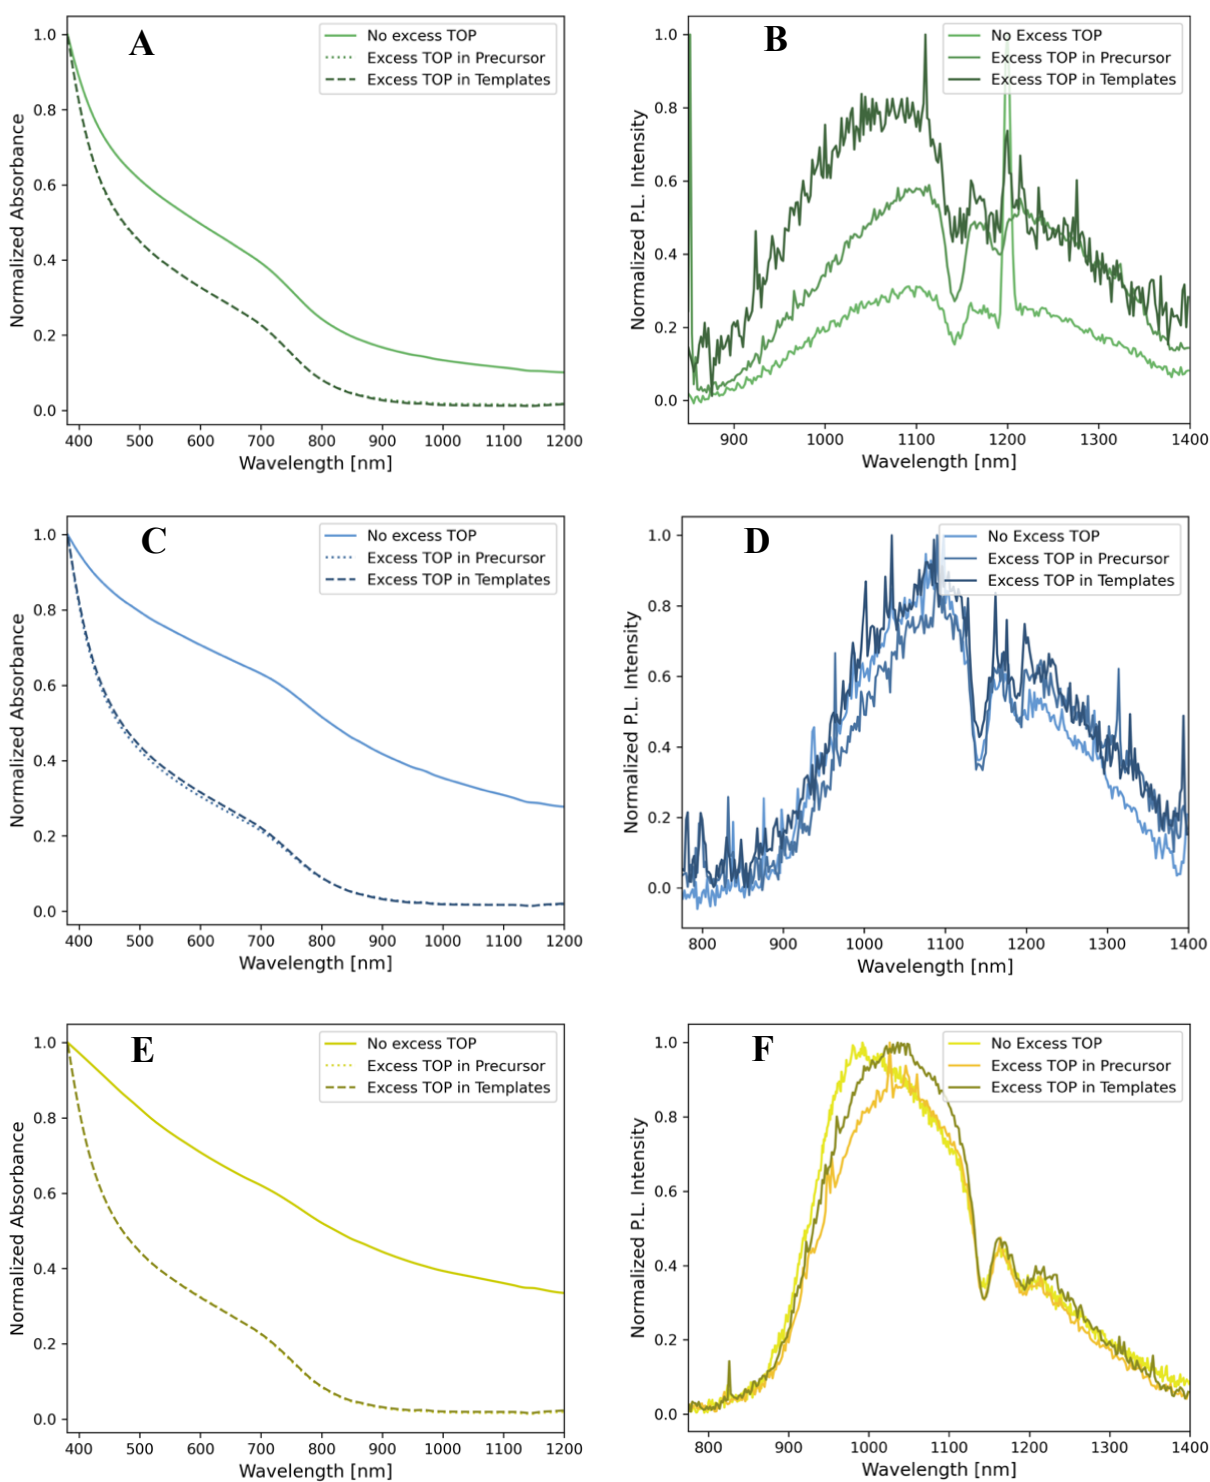 A
No excess TOP
Excess TOP in Precursor
Excess TOP in Templates
1.0
0.8
0.6
0.4
0.2
0.0
Normalized Absorbance
400 500 600 700 800 900 1000 1100 1200
Wavelength [nm]
B
No Excess TOP
Excess TOP in Precursor
Excess TOP in Templates
1.0
0.8
0.6
0.4
0.2
0.0
Normalized P.L. Intensity
900 1000 1100 1200 1300 1400
Wavelength [nm]
C
No excess TOP
Excess TOP in Precursor
Excess TOP in Templates
1.0
0.8
0.6
0.4
0.2
0.0
Normalized Absorbance
400 500 600 700 800 900 1000 1100 1200
Wavelength [nm]
D
No Excess TOP
Excess TOP in Precursor
Excess TOP in Templates
1.0
0.8
0.6
0.4
0.2
0.0
Normalized P.L. Intensity
800 900 1000 1100 1200 1300 1400
Wavelength [nm]
E
No excess TOP
Excess TOP in Precursor
Excess TOP in Templates
1.0
0.8
0.6
0.4
0.2
0.0
Normalized Absorbance
400 500 600 700 800 900 1000 1100 1200
Wavelength [nm]
F
No Excess TOP
Excess TOP in Precursor
Excess TOP in Templates
1.0
0.8
0.6
0.4
0.2
0.0
Normalized P.L. Intensity
800 900 1000 1100 1200 1300 1400
Wavelength [nm]